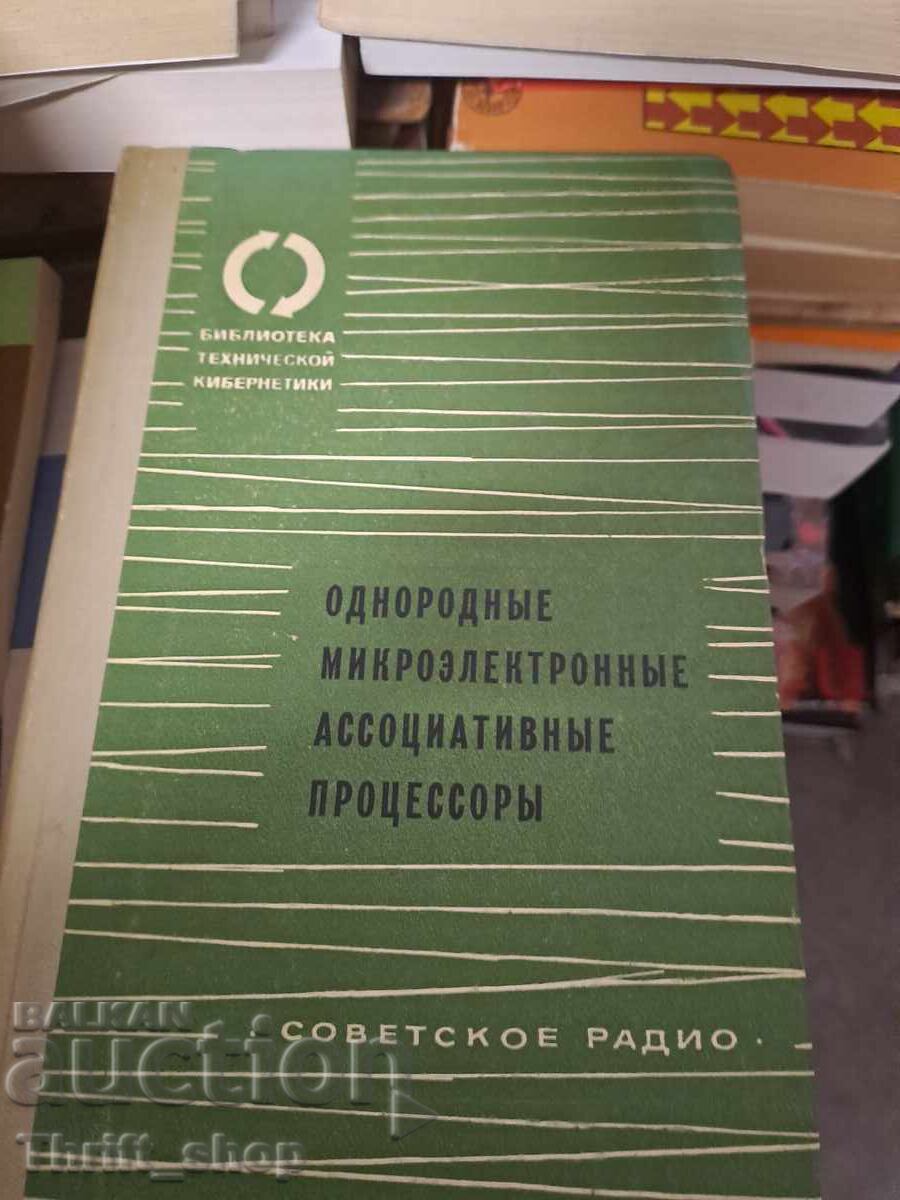 БИБЛИОТЕКА
ТЕХНИЧЕСКОЙ
КИБЕРНЕТИКИ
ОДНОРОДНЫЕ
МИКРОЭЛЕКТРОННЫЕ
АССОЦИАТИВНЫЕ
ПРОЦЕССОРЫ
· СОВЕТСКОЕ РАДИО ·
BALKAN
auction
Thrift_shop